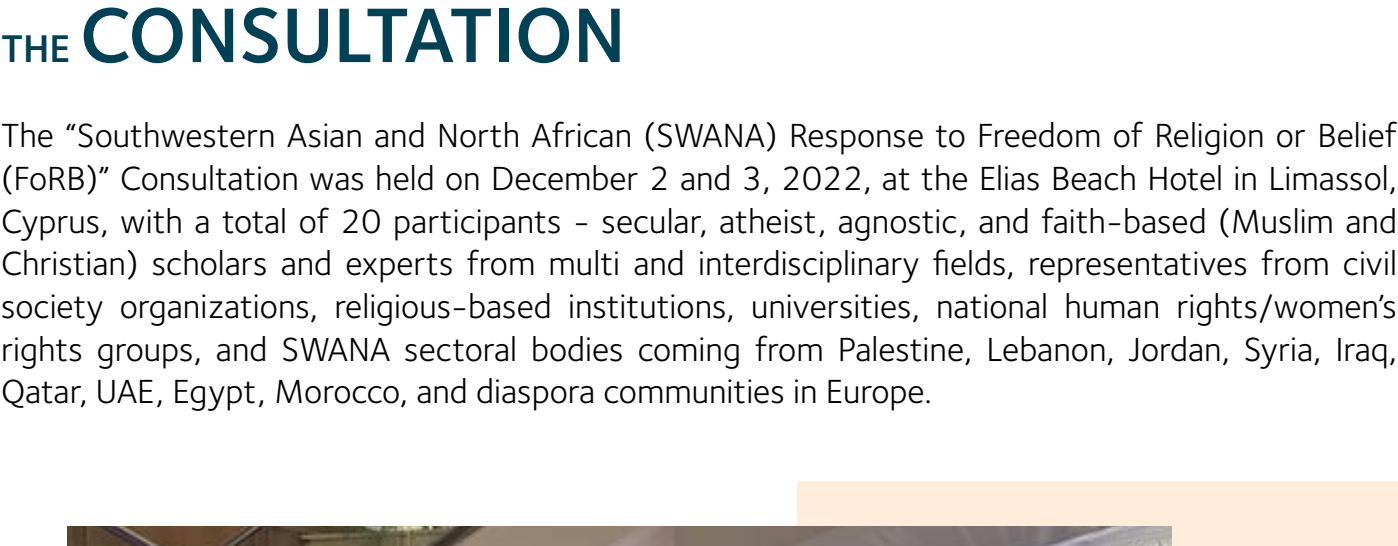 THE CONSULTATION
The “Southwestern Asian and North African (SWANA) Response to Freedom of Religion or Belief
(FoRB)” Consultation was held on December 2 and 3, 2022, at the Elias Beach Hotel in Limassol,
Cyprus, with a total of 20 participants - secular, atheist, agnostic, and faith-based (Muslim and
Christian) scholars and experts from multi and interdisciplinary fields, representatives from civil
society organizations, religious-based institutions, universities, national human rights/women’s
rights groups, and SWANA sectoral bodies coming from Palestine, Lebanon, Jordan, Syria, Iraq,
Qatar, UAE, Egypt, Morocco, and diaspora communities in Europe.